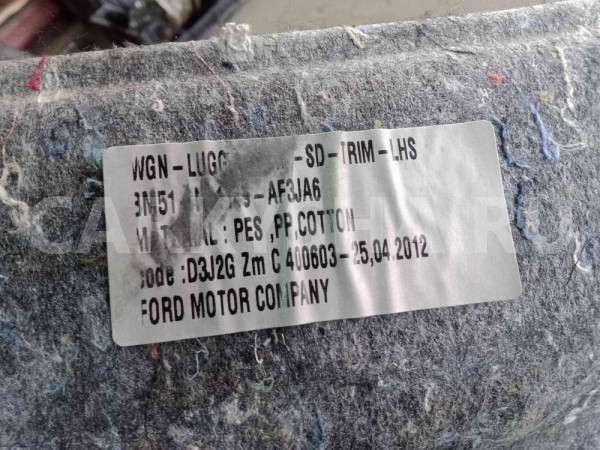 WGN-LUGG -SD-TRIM-LHS
BM51 -AF3JA6
MATERIAL : PES ,PP,COTTON
code :D3J2G Zm C 400603-25,04.2012
FORD MOTOR COMPANY